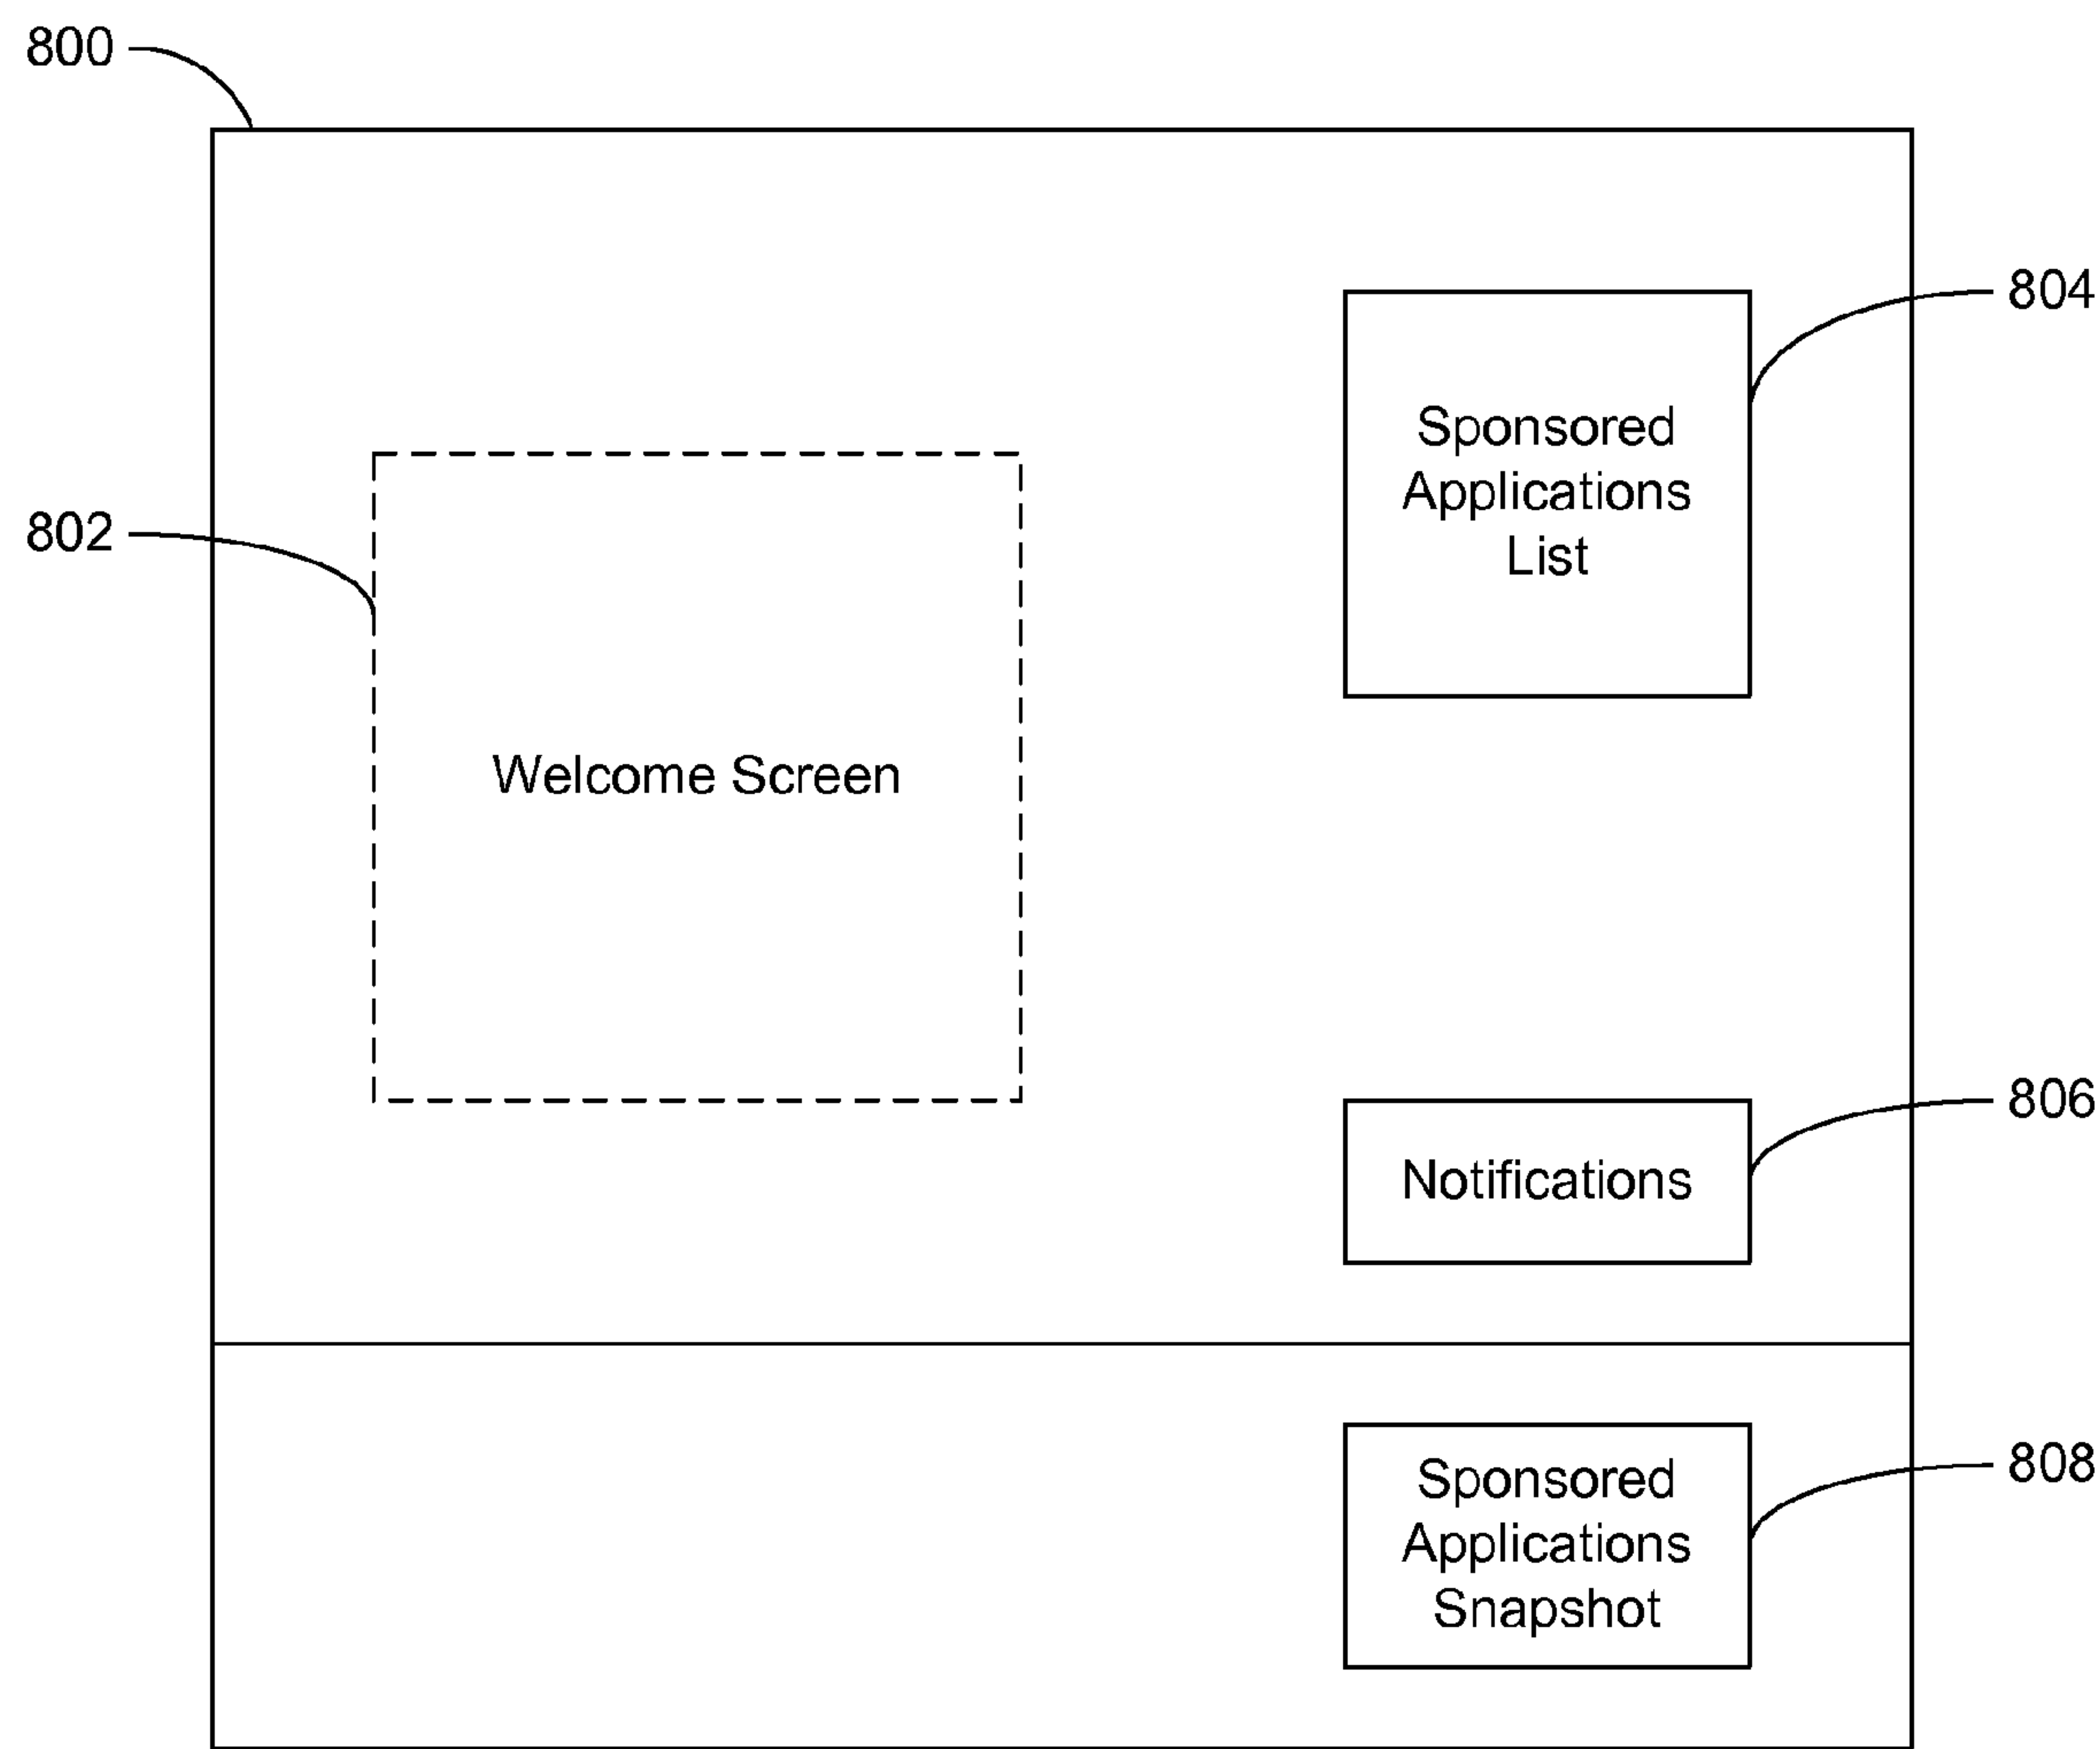 800
804
Sponsored
Applications
List
802
Welcome Screen
806
Notifications
808
Sponsored
Applications
Snapshot